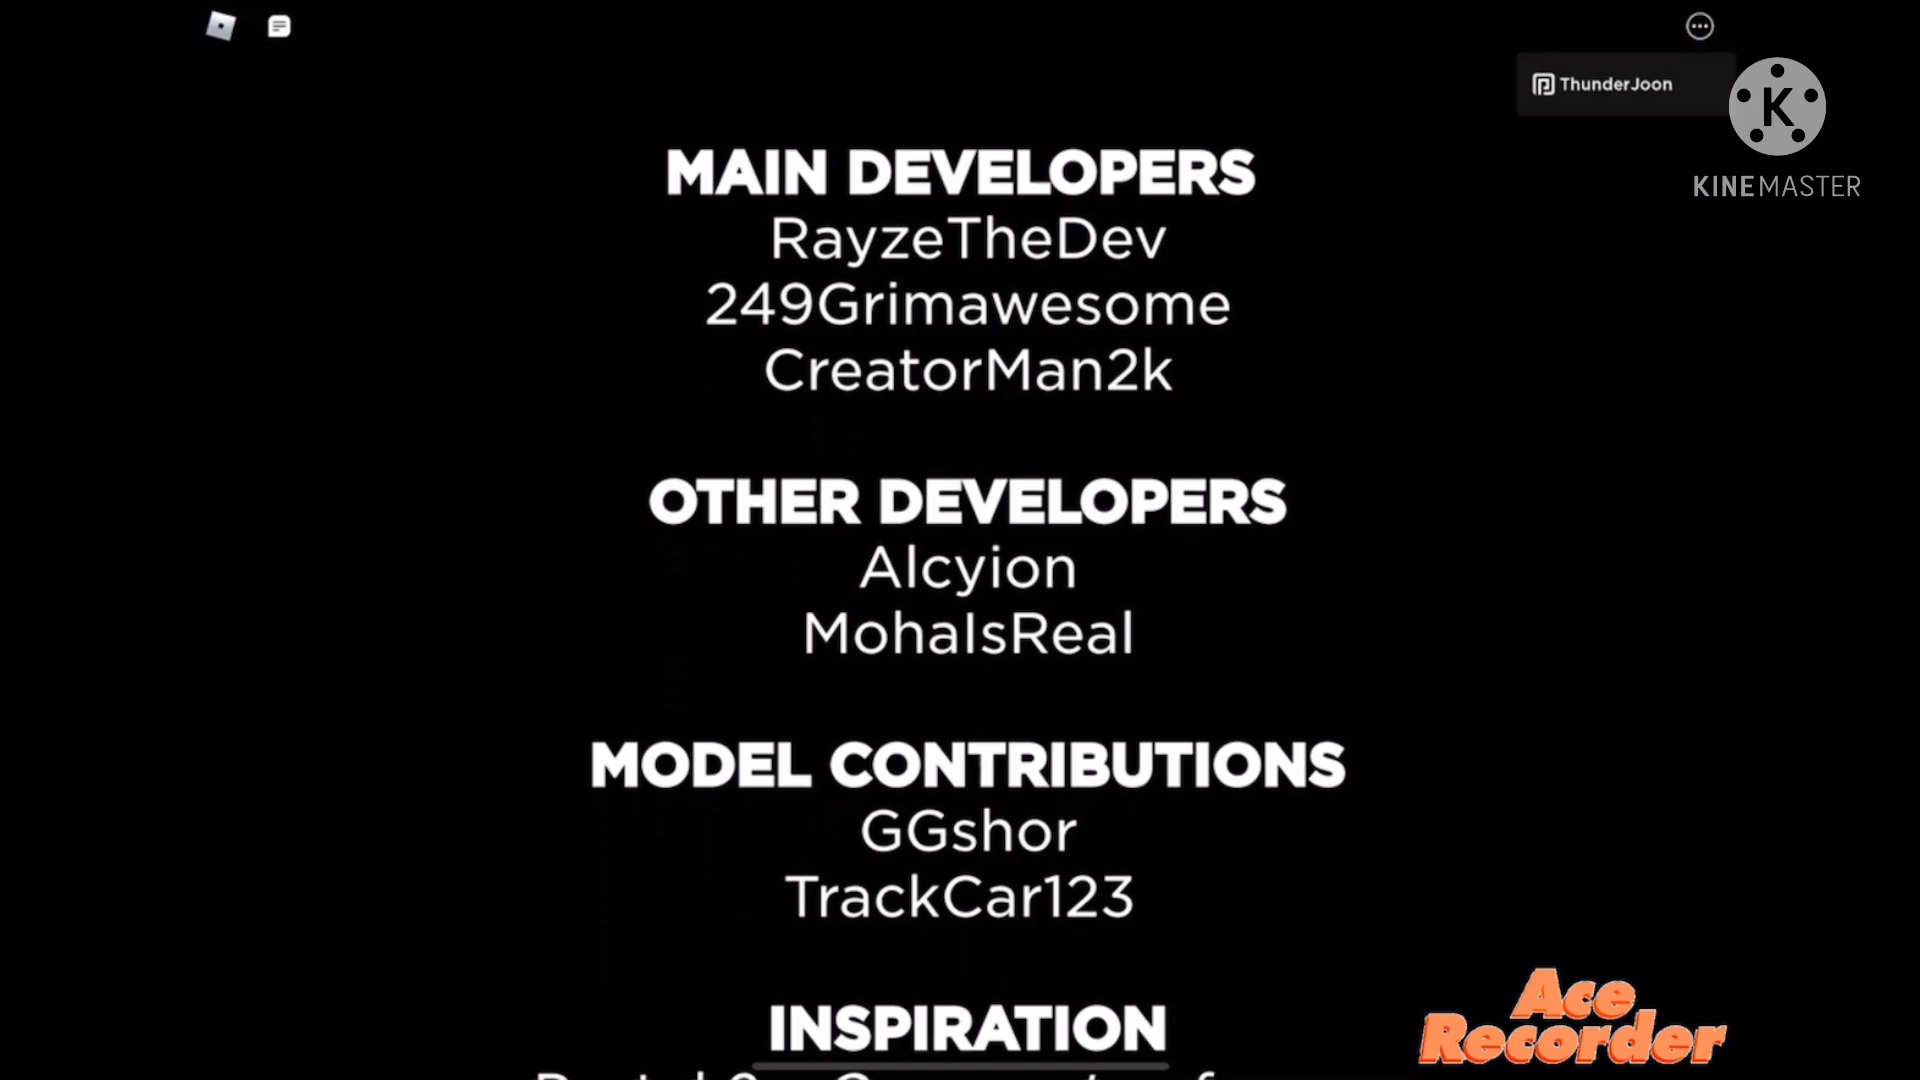 ThunderJoon
K
KINEMASTER
MAIN DEVELOPERS
RayzeTheDev
249Grimawesome
CreatorMan2k
OTHER DEVELOPERS
Alcyion
MohaIsReal
MODEL CONTRIBUTIONS
GGshor
TrackCar123
INSPIRATION
Ace
Recorder